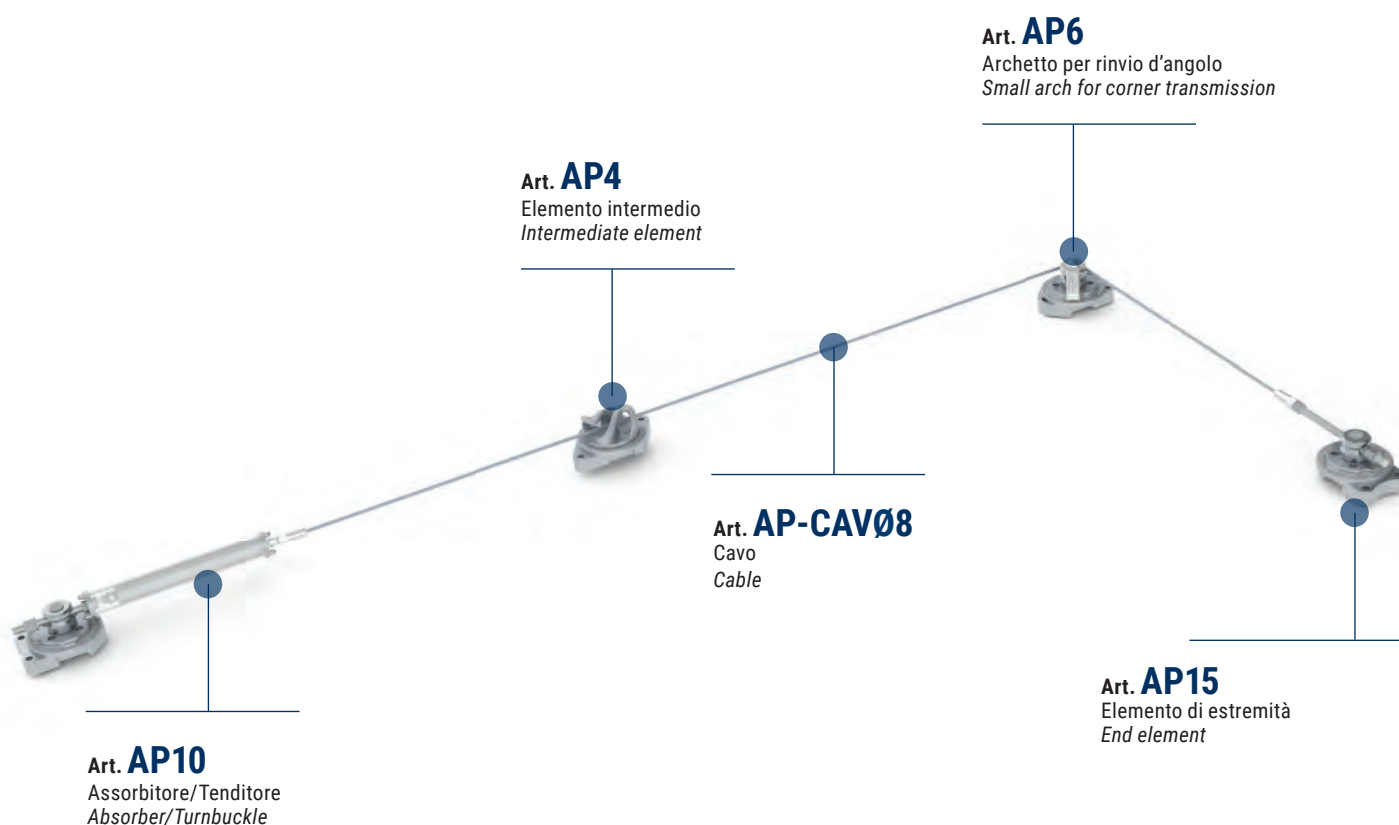 Art. AP6
Archetto per rinvio d'angolo
Small arch for corner transmission
Art. AP4
Elemento intermedio
Intermediate element
Art. AP-CAVØ8
Cavo
Cable
Art. AP15
Elemento di estremità
End element
Art. AP10
Assorbitore/Tenditore
Absorber/Turnbuckle